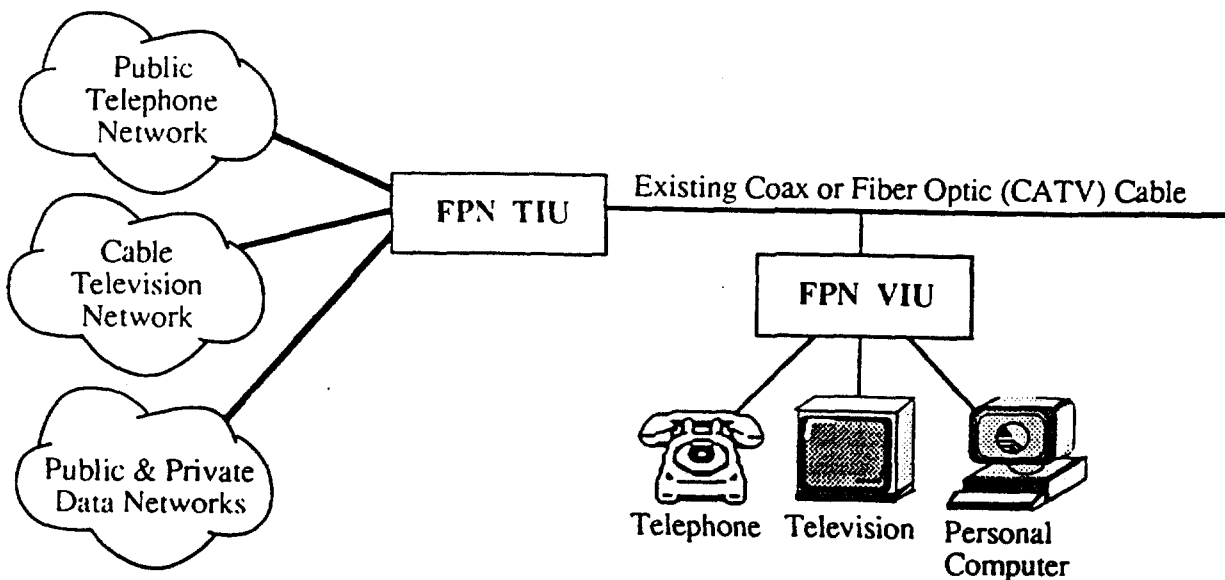 Public
Telephone
Network
Cable
Television
Network
Public & Private
Data Networks
FPN TIU
Existing Coax or Fiber Optic (CATV) Cable
FPN VIU
Telephone
Television
Personal
Computer